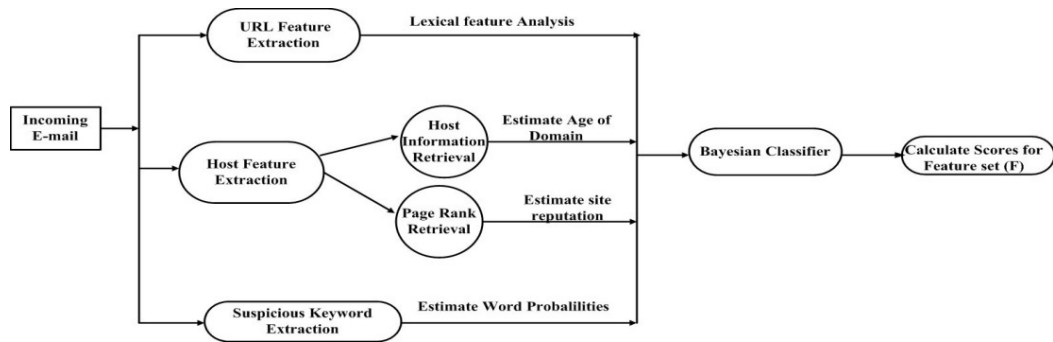 URL Feature
Extraction
Lexical feature Analysis
Incoming
E-mail
Host Feature
Extraction
Host
Information
Retrieval
Estimate Age of
Domain
Page Rank
Retrieval
Estimate site
reputation
Bayesian Classifier
Calculate Scores for
Feature set (F)
Suspicious Keyword
Extraction
Estimate Word Probalilities